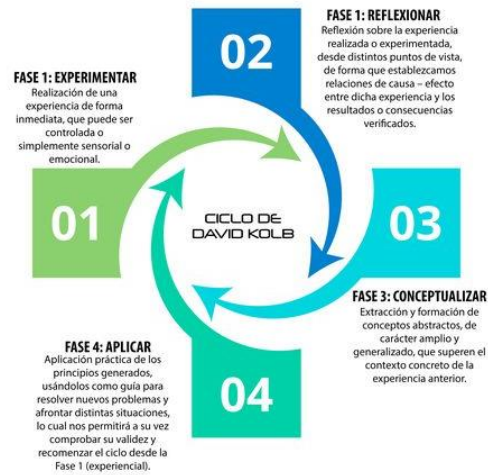 FASE 1: EXPERIMENTAR
Realización de una
experiencia de forma
inmediata, que puede ser
controlada o
simplemente sensorial o
emocional.
01
02
FASE 1: REFLEXIONAR
Reflexión sobre la experiencia
realizada o experimentada,
desde distintos puntos de vista,
de forma que establezcamos
relaciones de causa – efecto
entre dicha experiencia y los
resultados o consecuencias
verificados.
CICLO DE
DAVID KOLB
03
FASE 3: CONCEPTUALIZAR
Extracción y formación de
conceptos abstractos, de
carácter amplio y
generalizado, que superen el
contexto concreto de la
experiencia anterior.
FASE 4: APLICAR
Aplicación práctica de los
principios generados,
usándolos como guía para
resolver nuevos problemas y
afrontar distintas situaciones,
lo cual nos permitirá a su vez
comprobar su validez y
recomenzar el ciclo desde la
Fase 1 (experiencial).
04